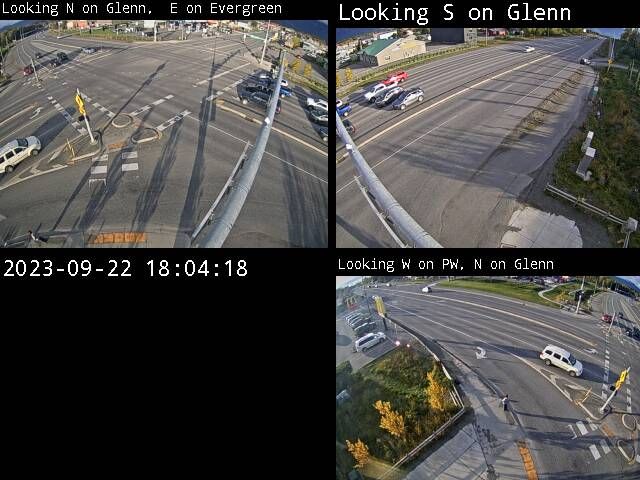 Looking N on Glenn, E on Evergreen
Looking S on Glenn
2023-09-22 18:04:18
Looking W on PW, N on Glenn